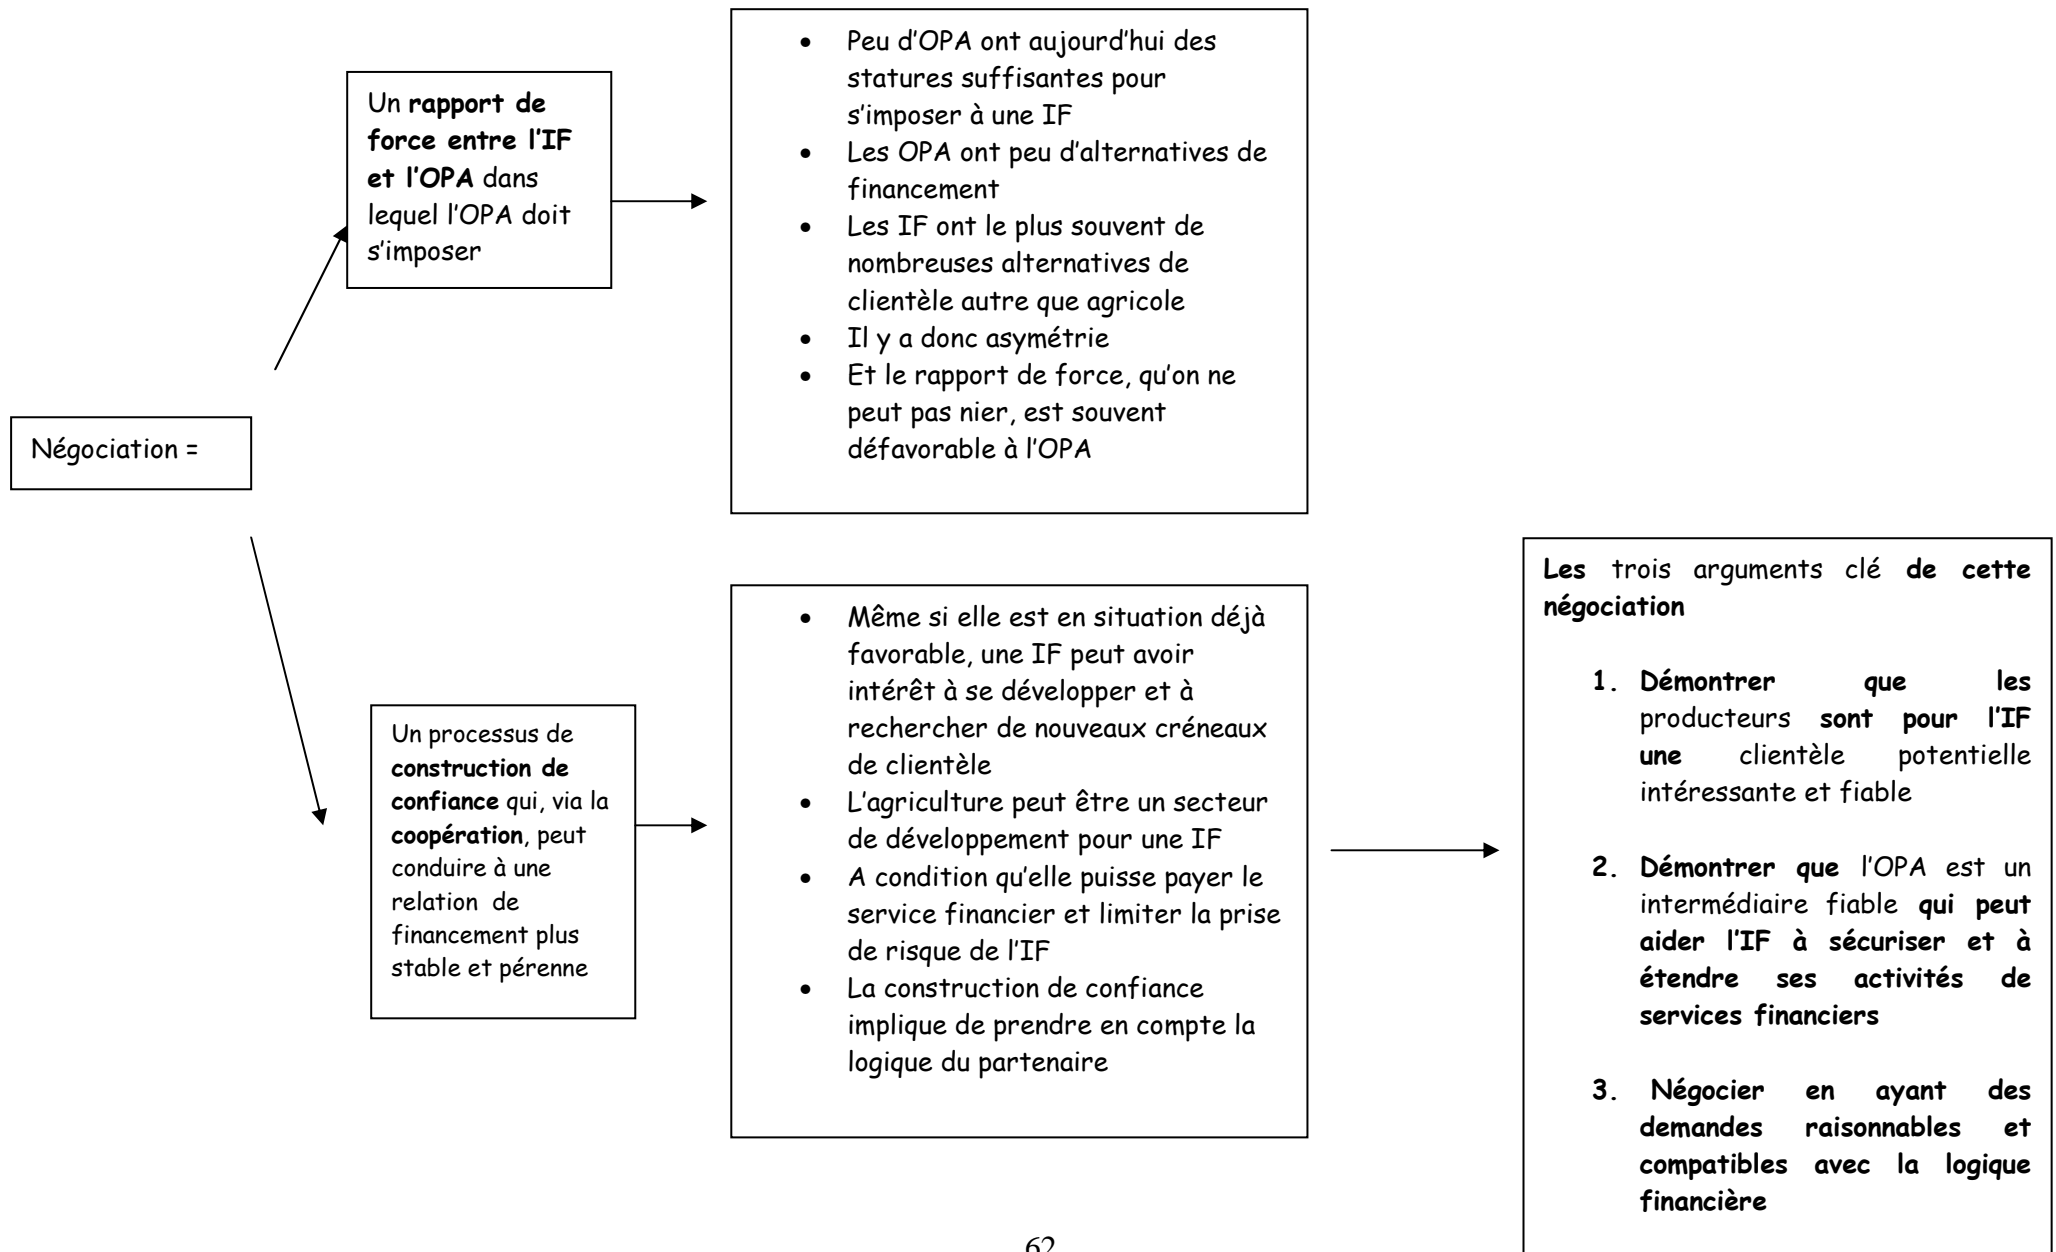 Négociation =
Un rapport de
force entre l'IF
et l'OPA dans
lequel l'OPA doit
s'imposer
• Peu d'OPA ont aujourd'hui des
statures suffisantes pour
s'imposer à une IF
• Les OPA ont peu d'alternatives de
financement
• Les IF ont le plus souvent de
nombreuses alternatives de
clientèle autre que agricole
• Il y a donc asymétrie
• Et le rapport de force, qu'on ne
peut pas nier, est souvent
défavorable à l'OPA
Un processus de
construction de
confiance qui, via la
coopération, peut
conduire à une
relation de
financement plus
stable et pérenne
• Même si elle est en situation déjà
favorable, une IF peut avoir
intérêt à se développer et à
rechercher de nouveaux créneaux
de clientèle
• L'agriculture peut être un secteur
de développement pour une IF
• A condition qu'elle puisse payer le
service financier et limiter la prise
de risque de l'IF
• La construction de confiance
implique de prendre en compte la
logique du partenaire
Les trois arguments clé de cette
négociation
1. Démontrer que les
producteurs sont pour l'IF
une clientèle potentielle
intéressante et fiable
2. Démontrer que l'OPA est un
intermédiaire fiable qui peut
aider l'IF à sécuriser et à
étendre ses activités de
services financiers
3. Négocier en ayant des
demandes raisonnables et
compatibles avec la logique
financière
62